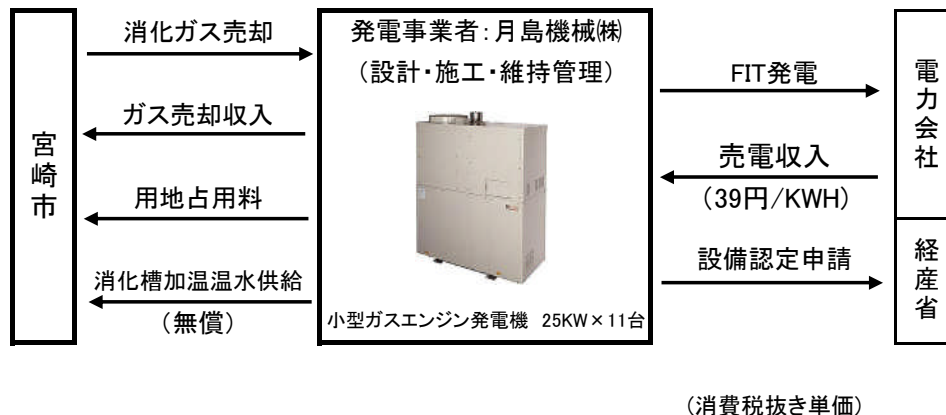 宮崎市
消化ガス売却
ガス売却収入
用地占用料
消化槽加温温水供給
（無償）
発電事業者：月島機械㈱
（設計・施工・維持管理）
小型ガスエンジン発電機 25KW×11台
FIT発電
売電収入
（39円/KWH）
設備認定申請
電力会社
経産省
（消費税抜き単価）